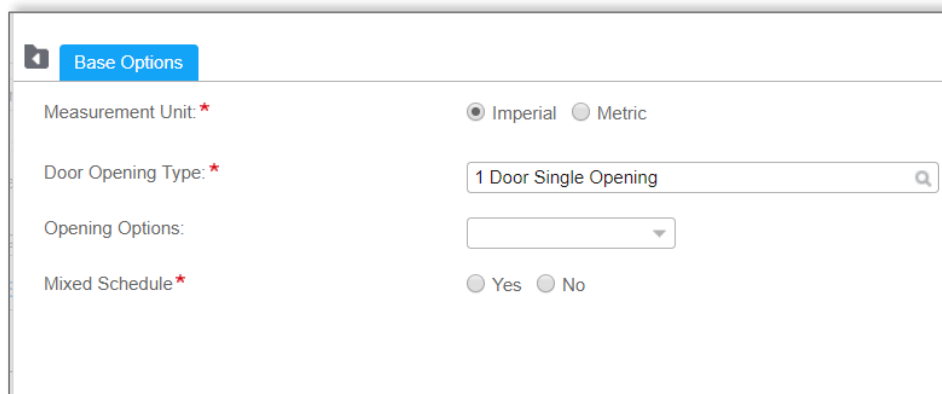 Base Options
Measurement Unit:* Imperial Metric
Door Opening Type:* 1 Door Single Opening
Opening Options:
Mixed Schedule* Yes No